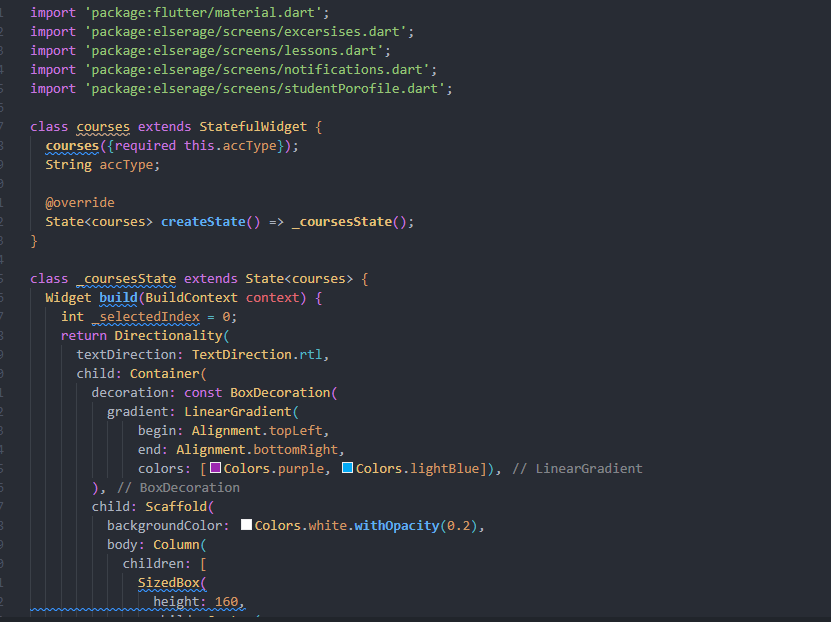 import 'package:flutter/material.dart';
import 'package:elserage/screens/excersises.dart';
import 'package:elserage/screens/lessons.dart';
import 'package:elserage/screens/notifications.dart';
import 'package:elserage/screens/studentPorofile.dart';
class courses extends StatefulWidget {
courses({required this.accType});
String accType;
@override
State<courses> createState() => _coursesState();
}
class _coursesState extends State<courses> {
Widget build(BuildContext context) {
int _selectedIndex = 0;
return Directionality(
textDirection: TextDirection.rtl,
child: Container(
decoration: const BoxDecoration(
gradient: LinearGradient(
begin: Alignment.topLeft,
end: Alignment.bottomRight,
colors: [Colors.purple, Colors.lightBlue]), // LinearGradient
), // BoxDecoration
child: Scaffold(
backgroundColor: Colors.white.withOpacity(0.2),
body: Column(
children: [
SizedBox(
height: 160,